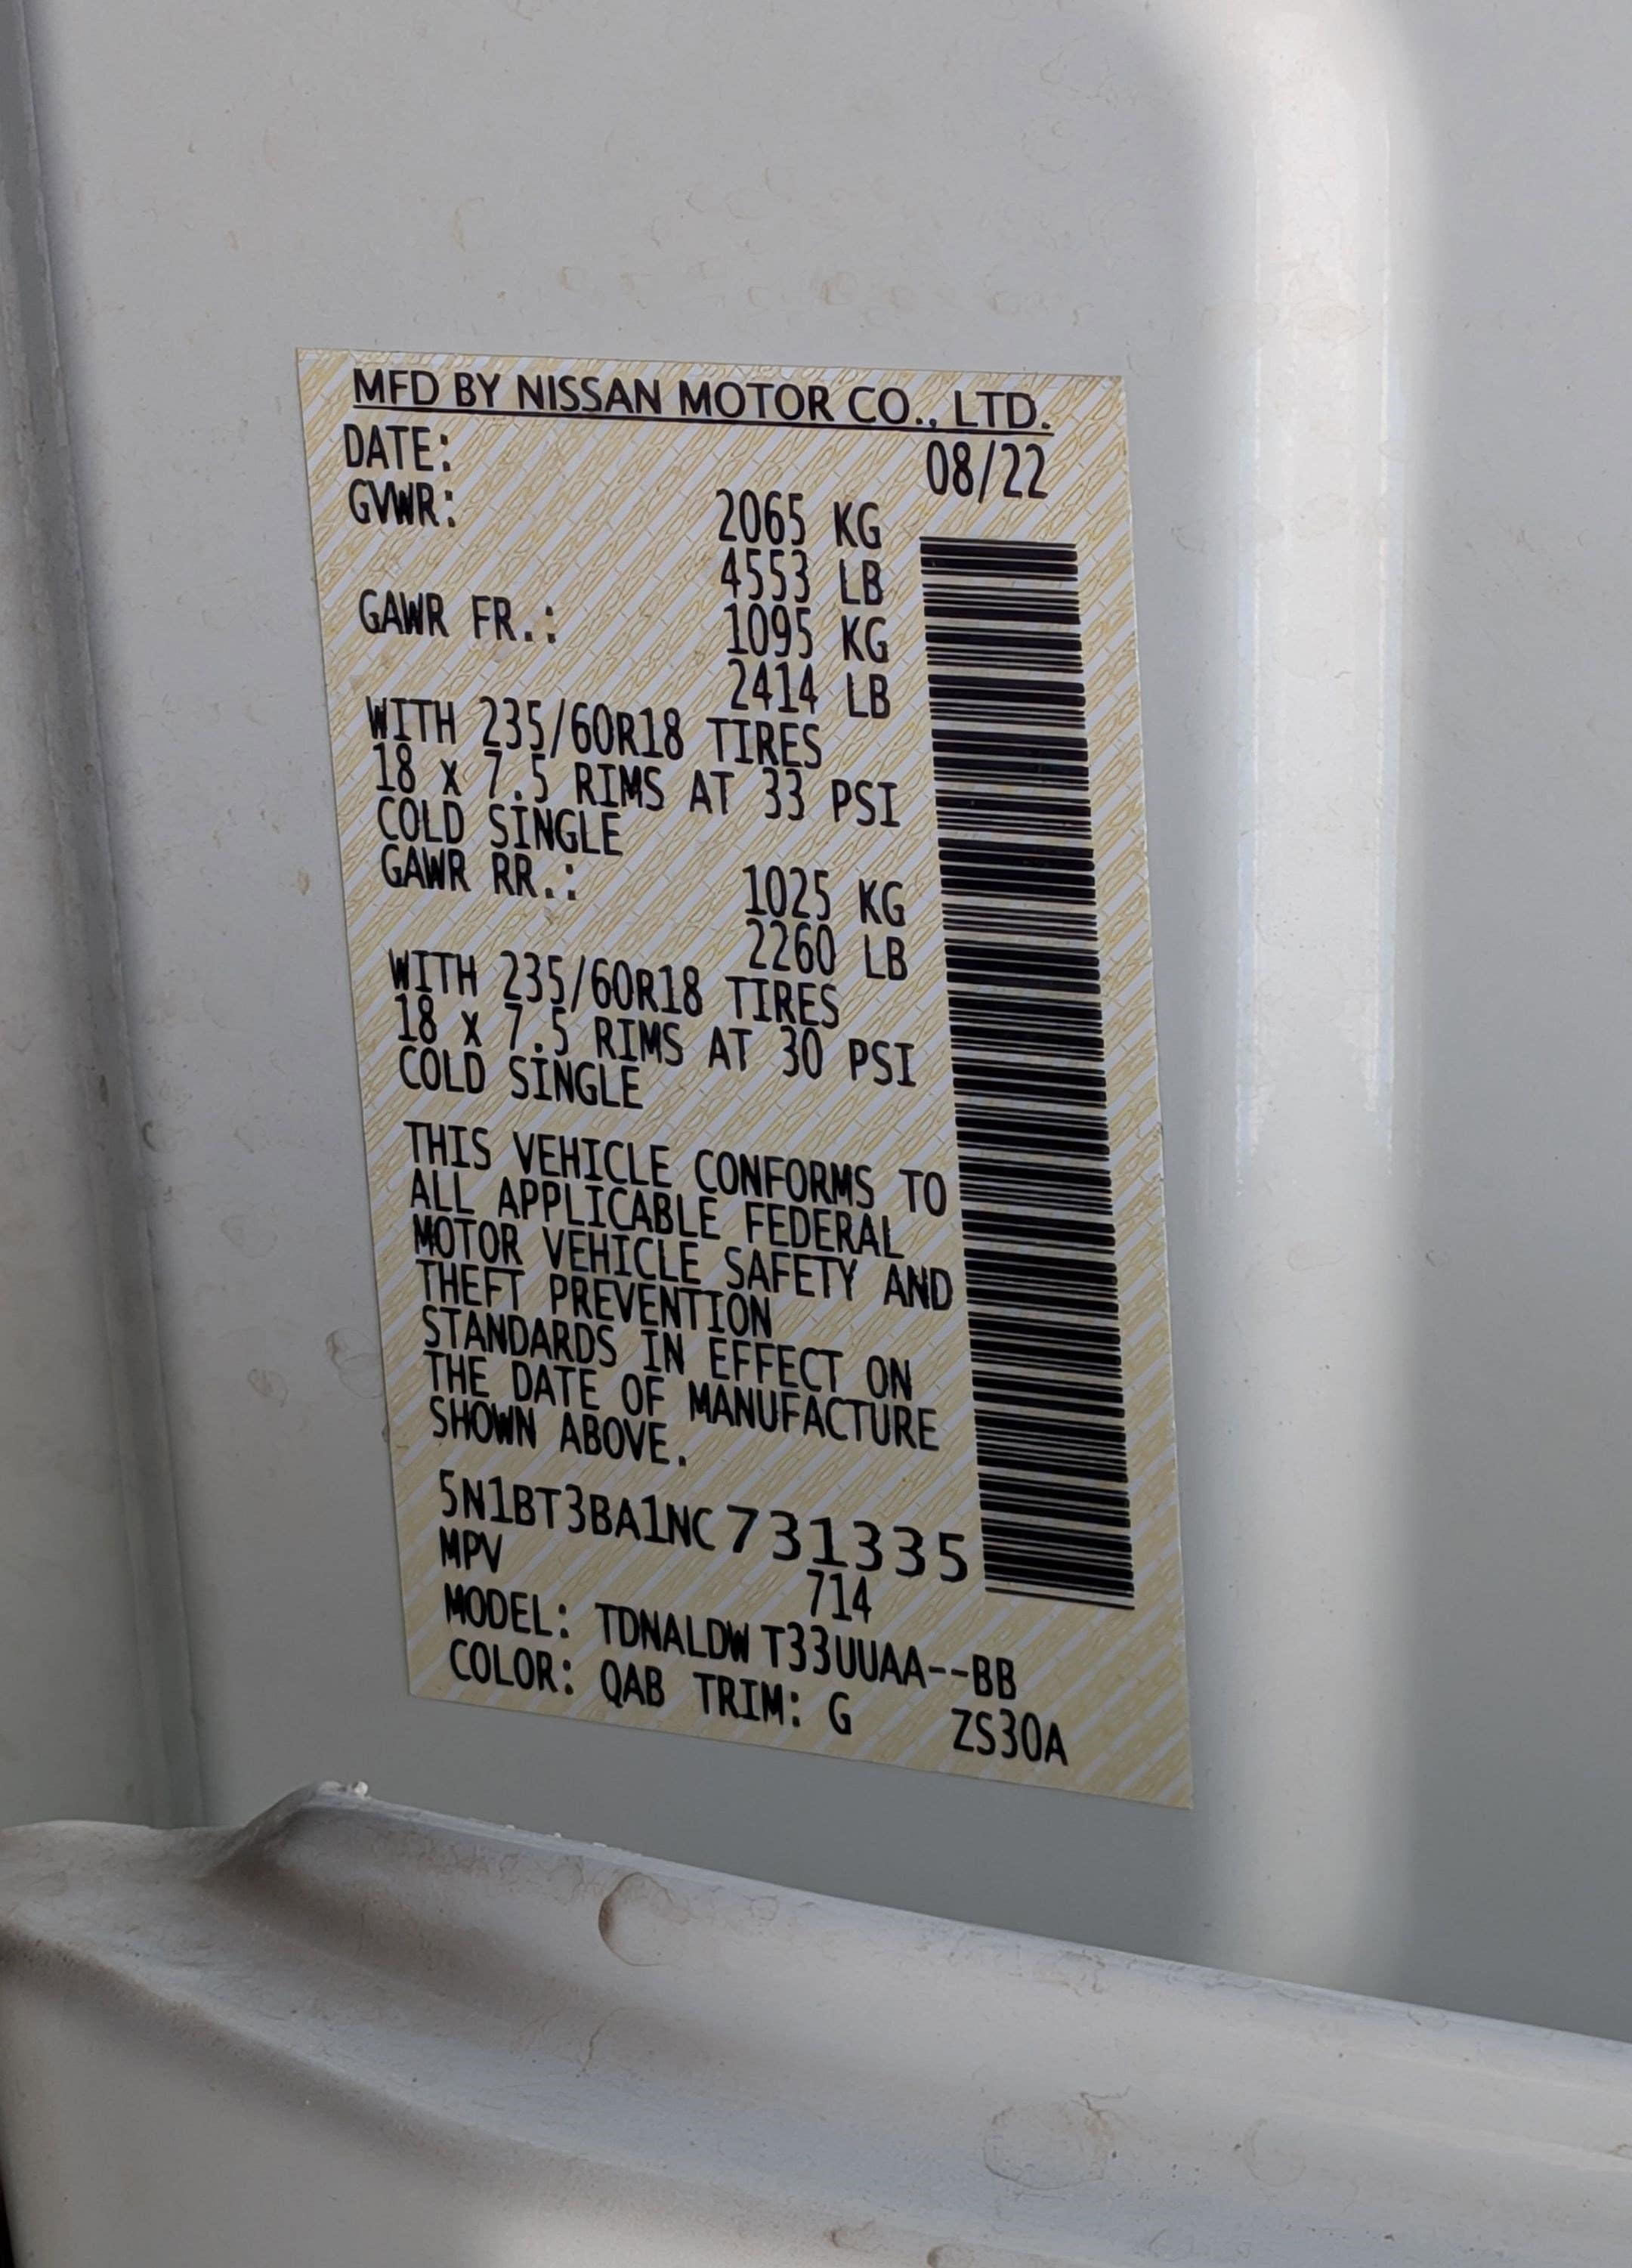 MFD BY NISSAN MOTOR CO., LTD.
DATE: 08/22
GVWR: 2065 KG
4553 LB
GAWR FR.: 1095 KG
2414 LB
WITH 235/60R18 TIRES
18 x 7.5 RIMS AT 33 PSI
COLD SINGLE
GAWR RR.: 1025 KG
2260 LB
WITH 235/60R18 TIRES
18 x 7.5 RIMS AT 30 PSI
COLD SINGLE
THIS VEHICLE CONFORMS TO
ALL APPLICABLE FEDERAL
MOTOR VEHICLE SAFETY AND
THEFT PREVENTION
STANDARDS IN EFFECT ON
THE DATE OF MANUFACTURE
SHOWN ABOVE.
5N1BT3BA1NC731335
MPV 714
MODEL: TDNALDW T33UUAA--BB
COLOR: QAB TRIM: G ZS30A